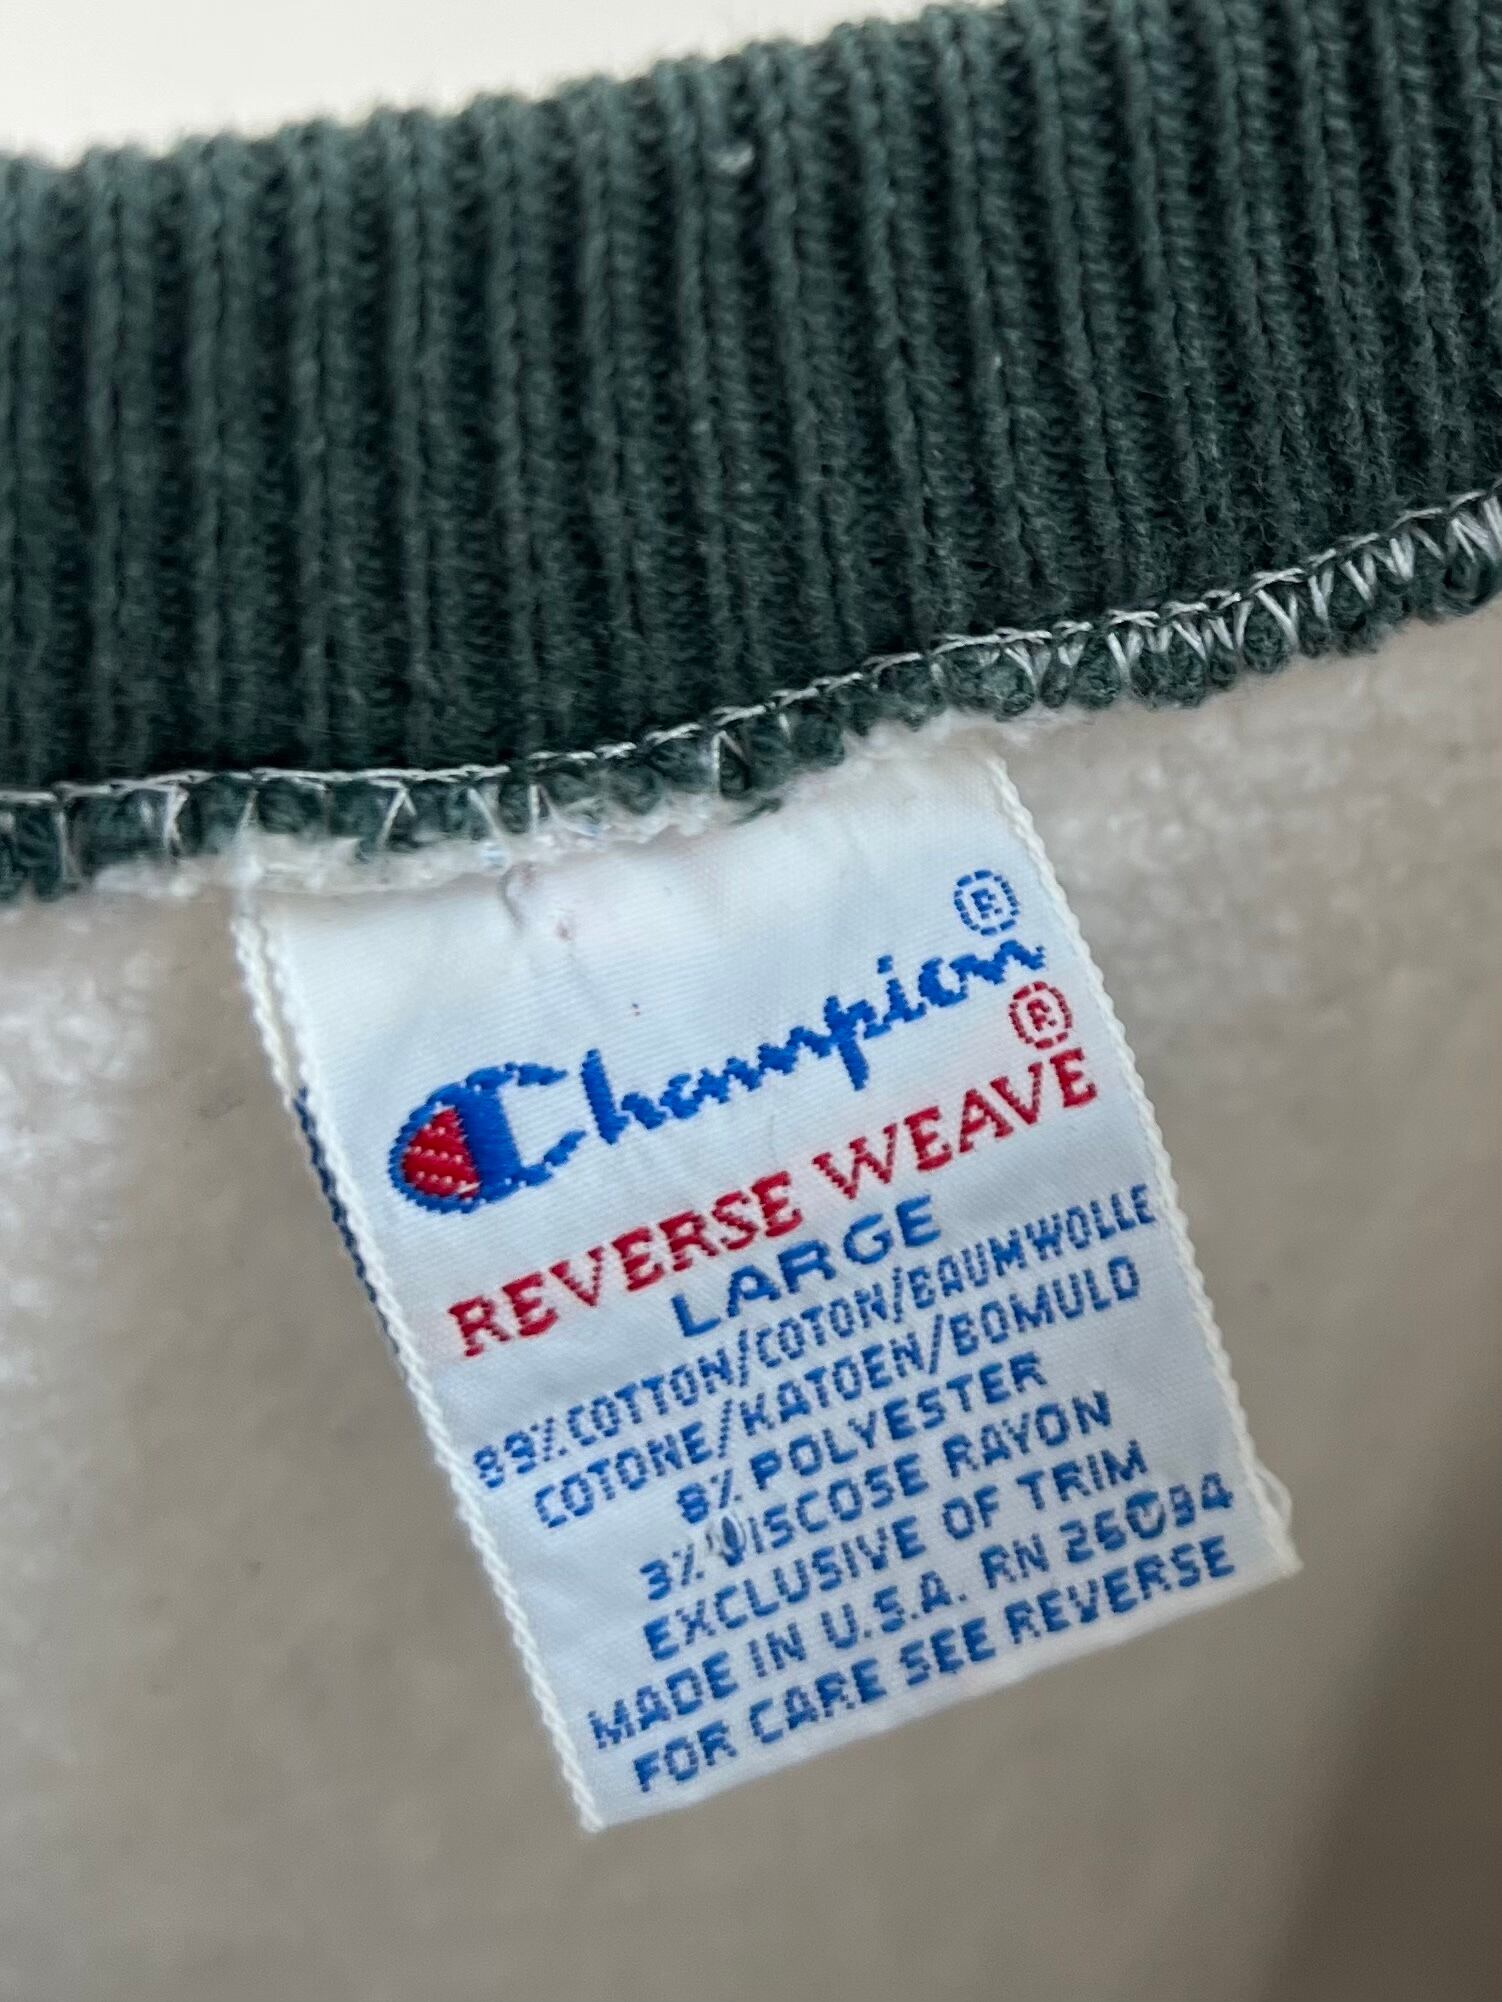 Champion®
REVERSE WEAVE®
LARGE
89% COTTON/COTON/BAUMWOLLE
COTONE/KATOEN/BOMULD
8% POLYESTER
3% VISCOSE RAYON
EXCLUSIVE OF TRIM
MADE IN U.S.A. RN 26094
FOR CARE SEE REVERSE